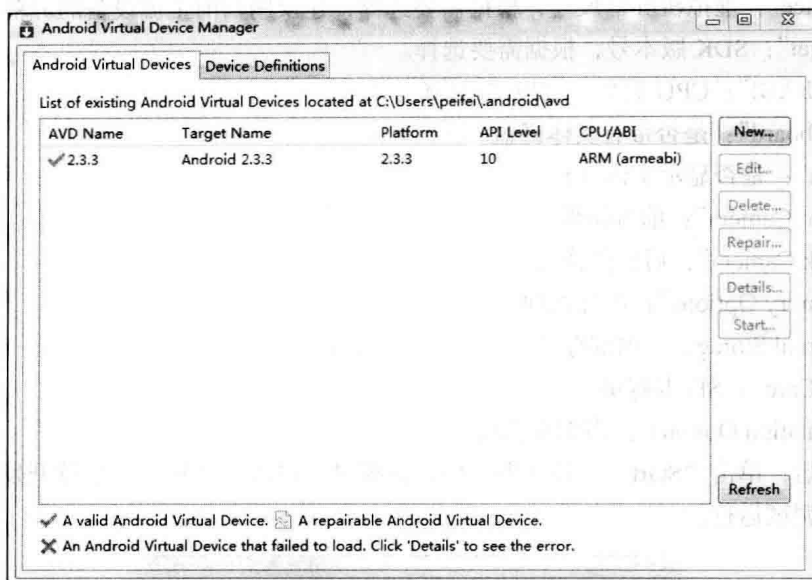 Android Virtual Device Manager
Android Virtual Devices Device Definitions
List of existing Android Virtual Devices located at C:\Users\peifei\.android\avd
AVD Name Target Name Platform API Level CPU/ABI
2.3.3 Android 2.3.3 2.3.3 10 ARM (armeabi)
New...
Edit...
Delete...
Repair...
Details...
Start...
Refresh
A valid Android Virtual Device. A repairable Android Virtual Device.
An Android Virtual Device that failed to load. Click 'Details' to see the error.